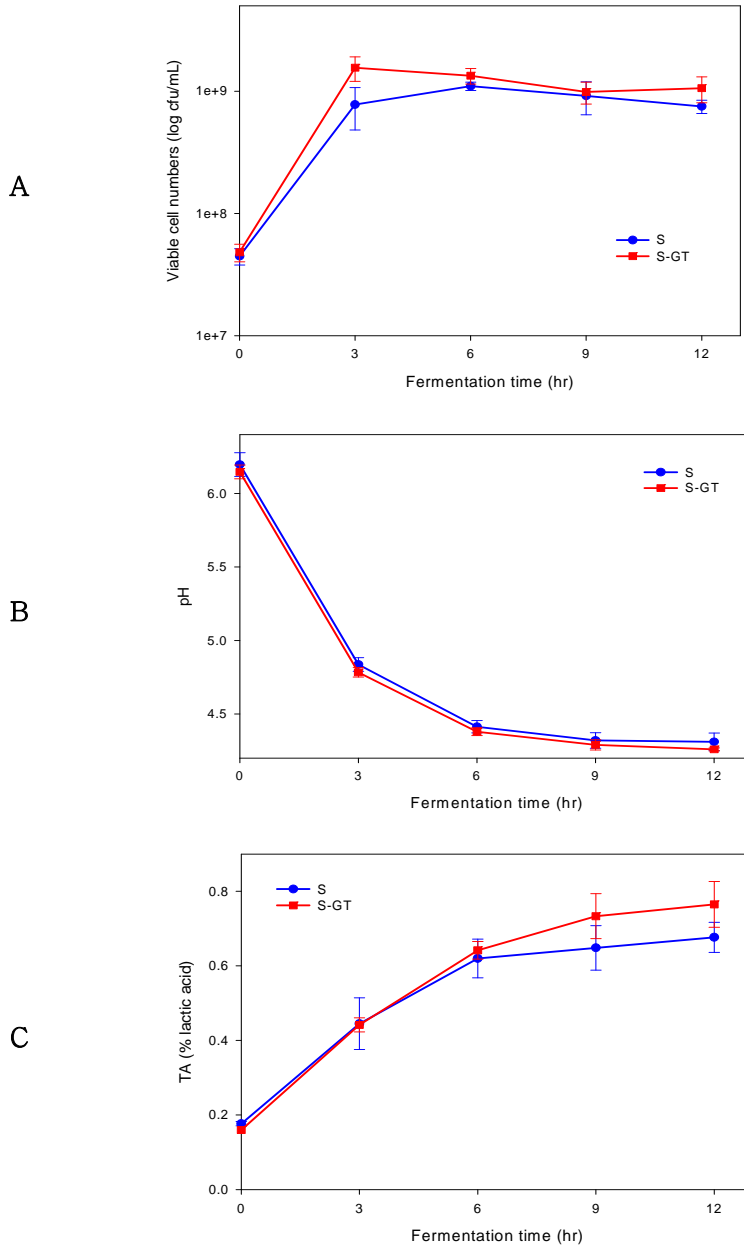 A
Viable cell numbers (log cfu/mL)
1e+9
1e+8
1e+7
S
S-GT
0 3 6 9 12
Fermentation time (hr)
B
pH
6.0
5.5
5.0
4.5
S
S-GT
0 3 6 9 12
Fermentation time (hr)
C
TA (% lactic acid)
0.8
0.6
0.4
0.2
0.0
S
S-GT
0 3 6 9 12
Fermentation time (hr)